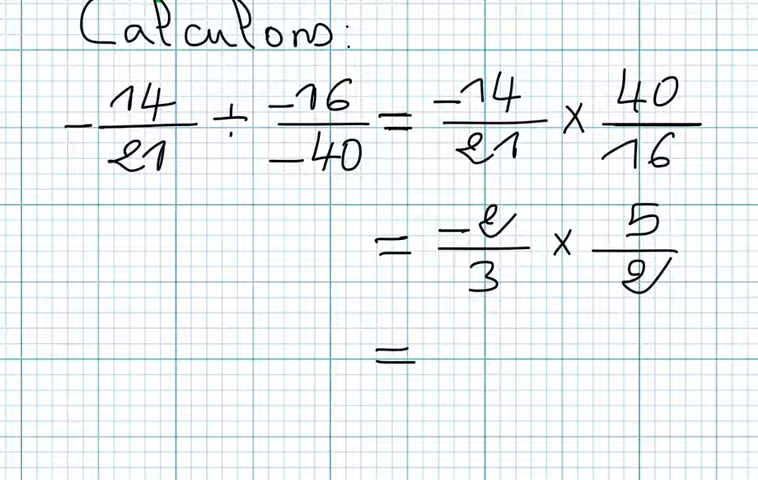 Calculons:
-14/21 ÷ -16/-40 = -14/21 × 40/16
= -2/3 × 5/2
=